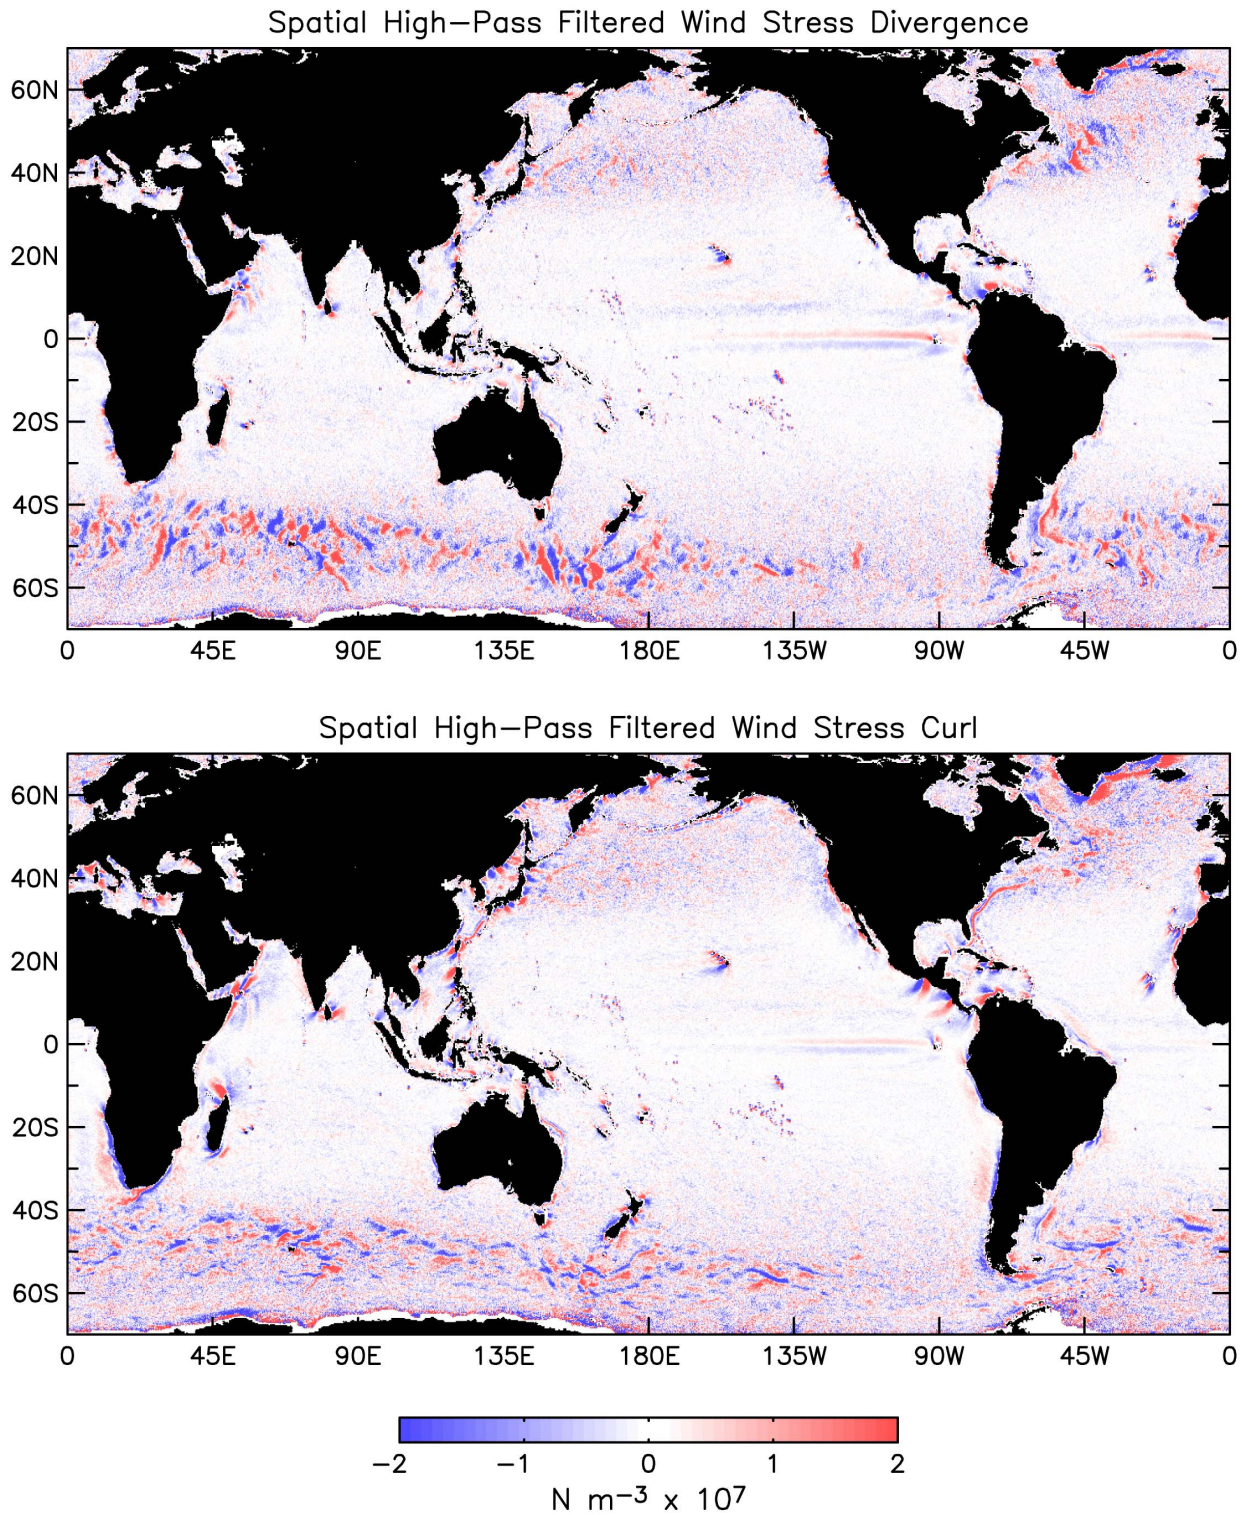 Spatial High−Pass Filtered Wind Stress Divergence
60N
40N
20N
0
20S
40S
60S
0 45E 90E 135E 180E 135W 90W 45W 0
Spatial High−Pass Filtered Wind Stress Curl
60N
40N
20N
0
20S
40S
60S
0 45E 90E 135E 180E 135W 90W 45W 0
−2 −1 0 1 2
N m⁻³ x 10⁷